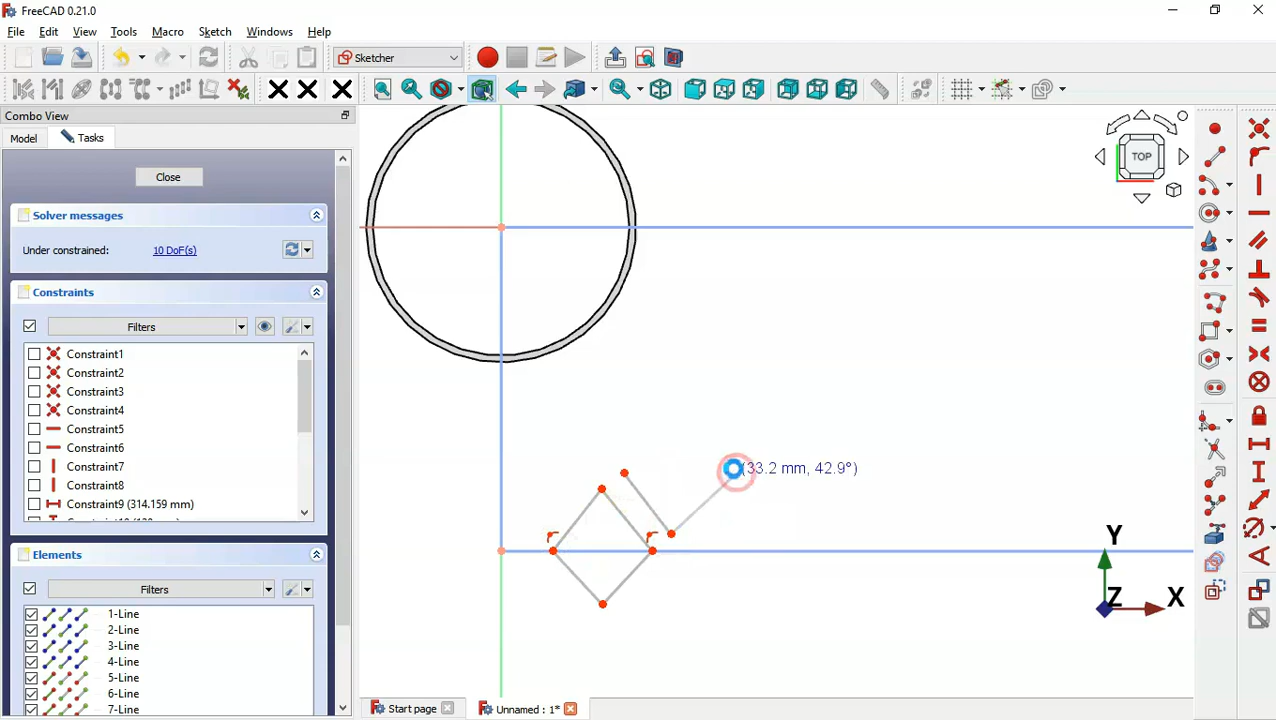 FreeCAD 0.21.0
File Edit View Tools Macro Sketch Windows Help
Sketcher
Combo View
Model Tasks
TOP
Close
Solver messages
Under constrained: 10 DoF(s)
Constraints
Filters
Constraint1
Constraint2
Constraint3
Constraint4
Constraint5
Constraint6
Constraint7
Constraint8
Constraint9 (314.159 mm)
(33.2 mm, 42.9°)
Elements
Filters
1-Line
2-Line
3-Line
4-Line
5-Line
6-Line
7-Line
Y
Z X
Start page Unnamed : 1*